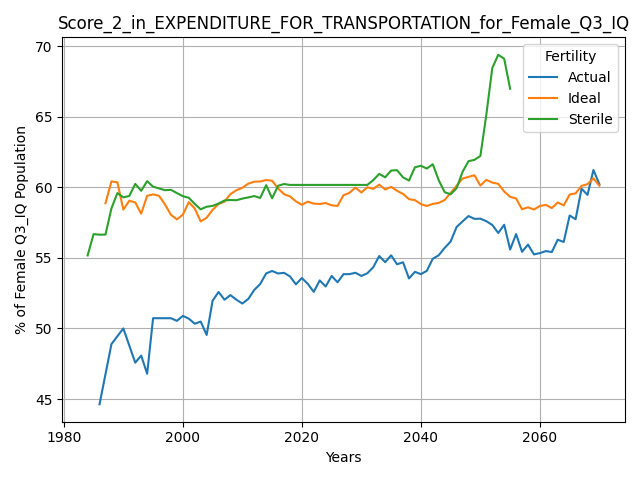 Score_2_in_EXPENDITURE_FOR_TRANSPORTATION_for_Female_Q3_IQ
Fertility
Actual
Ideal
Sterile
% of Female Q3_IQ Population
70
65
60
55
50
45
1980 2000 2020 2040 2060
Years